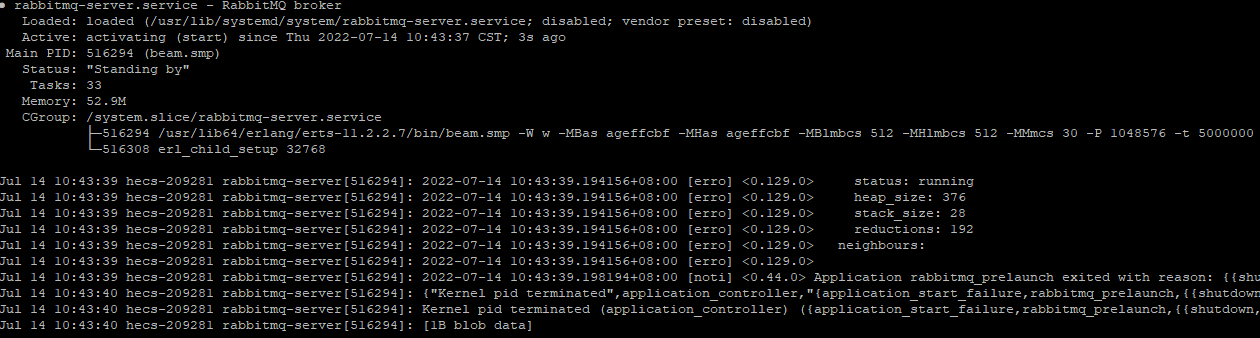 ● rabbitmq-server.service - RabbitMQ broker
Loaded: loaded (/usr/lib/systemd/system/rabbitmq-server.service; disabled; vendor preset: disabled)
Active: activating (start) since Thu 2022-07-14 10:43:37 CST; 3s ago
Main PID: 516294 (beam.smp)
Status: "Standing by"
Tasks: 33
Memory: 52.9M
CGroup: /system.slice/rabbitmq-server.service
├─516294 /usr/lib64/erlang/erts-11.2.2.7/bin/beam.smp -W w -MBas ageffcbf -MHas ageffcbf -MBlmbcs 512 -MHlmbcs 512 -MMmcs 30 -P 1048576 -t 5000000
└─516308 erl_child_setup 32768
Jul 14 10:43:39 hecs-209281 rabbitmq-server[516294]: 2022-07-14 10:43:39.194156+08:00 [erro] <0.129.0>     status: running
Jul 14 10:43:39 hecs-209281 rabbitmq-server[516294]: 2022-07-14 10:43:39.194156+08:00 [erro] <0.129.0>     heap_size: 376
Jul 14 10:43:39 hecs-209281 rabbitmq-server[516294]: 2022-07-14 10:43:39.194156+08:00 [erro] <0.129.0>     stack_size: 28
Jul 14 10:43:39 hecs-209281 rabbitmq-server[516294]: 2022-07-14 10:43:39.194156+08:00 [erro] <0.129.0>     reductions: 192
Jul 14 10:43:39 hecs-209281 rabbitmq-server[516294]: 2022-07-14 10:43:39.194156+08:00 [erro] <0.129.0>   neighbours:
Jul 14 10:43:39 hecs-209281 rabbitmq-server[516294]: 2022-07-14 10:43:39.194156+08:00 [erro] <0.129.0>
Jul 14 10:43:39 hecs-209281 rabbitmq-server[516294]: 2022-07-14 10:43:39.198194+08:00 [noti] <0.44.0> Application rabbitmq_prelaunch exited with reason: {{shu
Jul 14 10:43:40 hecs-209281 rabbitmq-server[516294]: {"Kernel pid terminated",application_controller,"{application_start_failure,rabbitmq_prelaunch,{{shutdown
Jul 14 10:43:40 hecs-209281 rabbitmq-server[516294]: Kernel pid terminated (application_controller) ({application_start_failure,rabbitmq_prelaunch,{{shutdown,
Jul 14 10:43:40 hecs-209281 rabbitmq-server[516294]: [1B blob data]